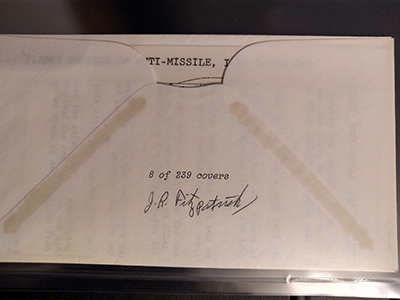 TI-MISSILE, I
8 of 239 covers
J.R. Fitzpatrick